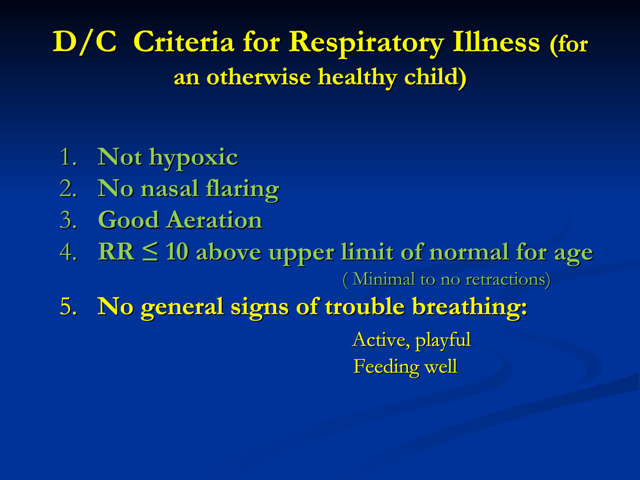 D/C Criteria for Respiratory Illness (for
an otherwise healthy child)
1. Not hypoxic
2. No nasal flaring
3. Good Aeration
4. RR ≤ 10 above upper limit of normal for age
( Minimal to no retractions)
5. No general signs of trouble breathing:
Active, playful
Feeding well